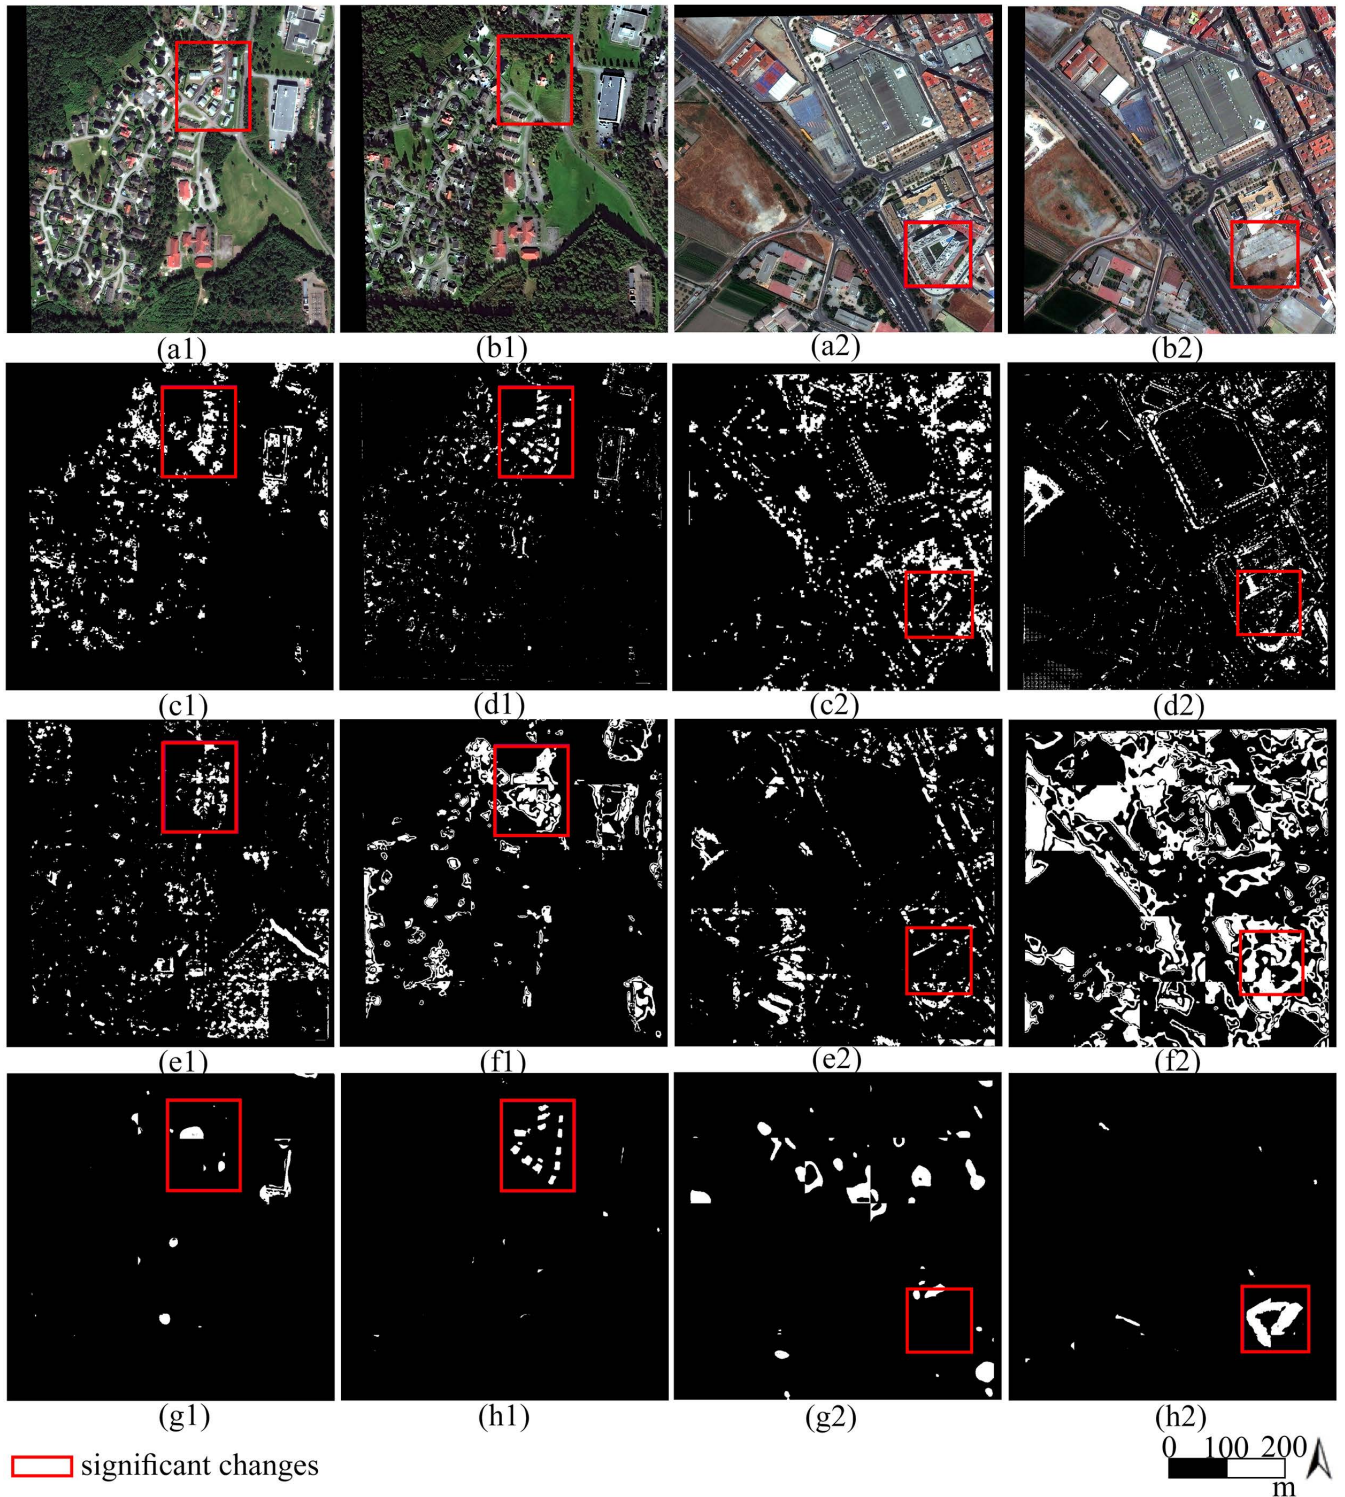 (a1) (b1) (a2) (b2)
(c1) (d1) (c2) (d2)
(e1) (f1) (e2) (f2)
(g1) (h1) (g2) (h2)
significant changes
0 100 200
m